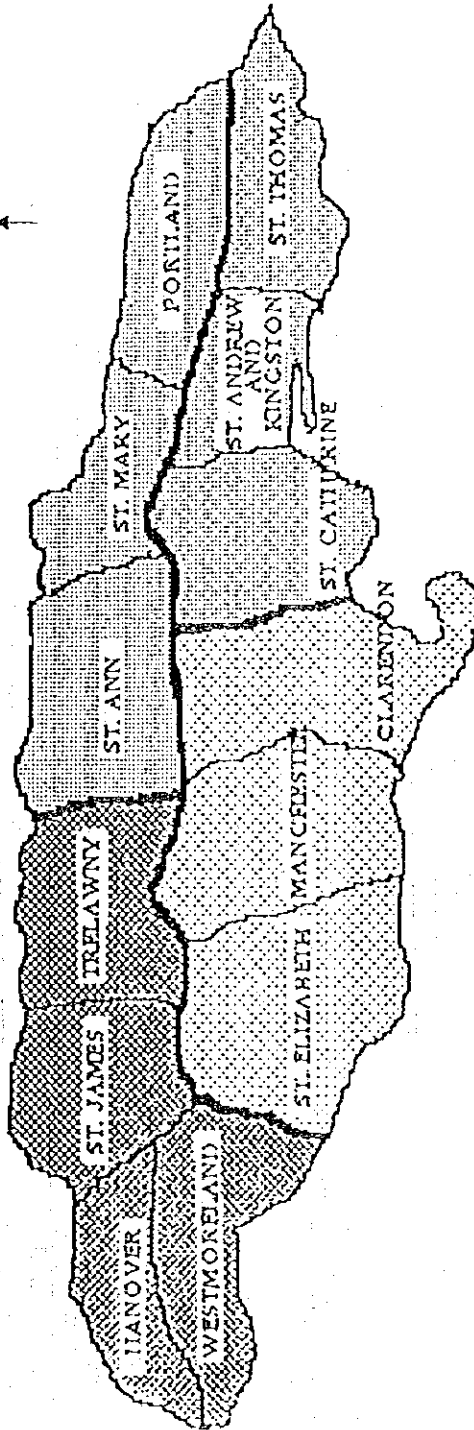 HANOVER
WESTMORELAND
ST. JAMES
TRELAWNY
ST. ELIZABETH
MANCHESTER
ST. ANN
CLARENDON
ST. MARY
ST. CATHERINE
PORTLAND
ST. ANDREW
AND
KINGSTON
ST. THOMAS